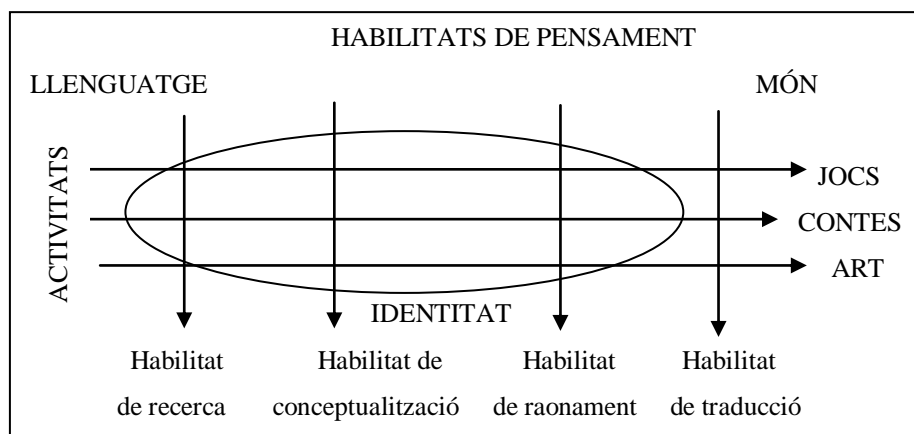 HABILITATS DE PENSAMENT
LLENGUATGE
MÓN
ACTIVITATS
JOCS
CONTES
ART
IDENTITAT
Habilitat
de recerca
Habilitat de
conceptualització
Habilitat
de raonament
Habilitat
de traducció